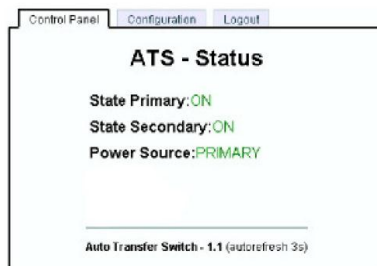 Control Panel Configuration Logout
ATS - Status
State Primary:ON
State Secondary:ON
Power Source:PRIMARY
Auto Transfer Switch - 1.1 (autorefresh 3s)